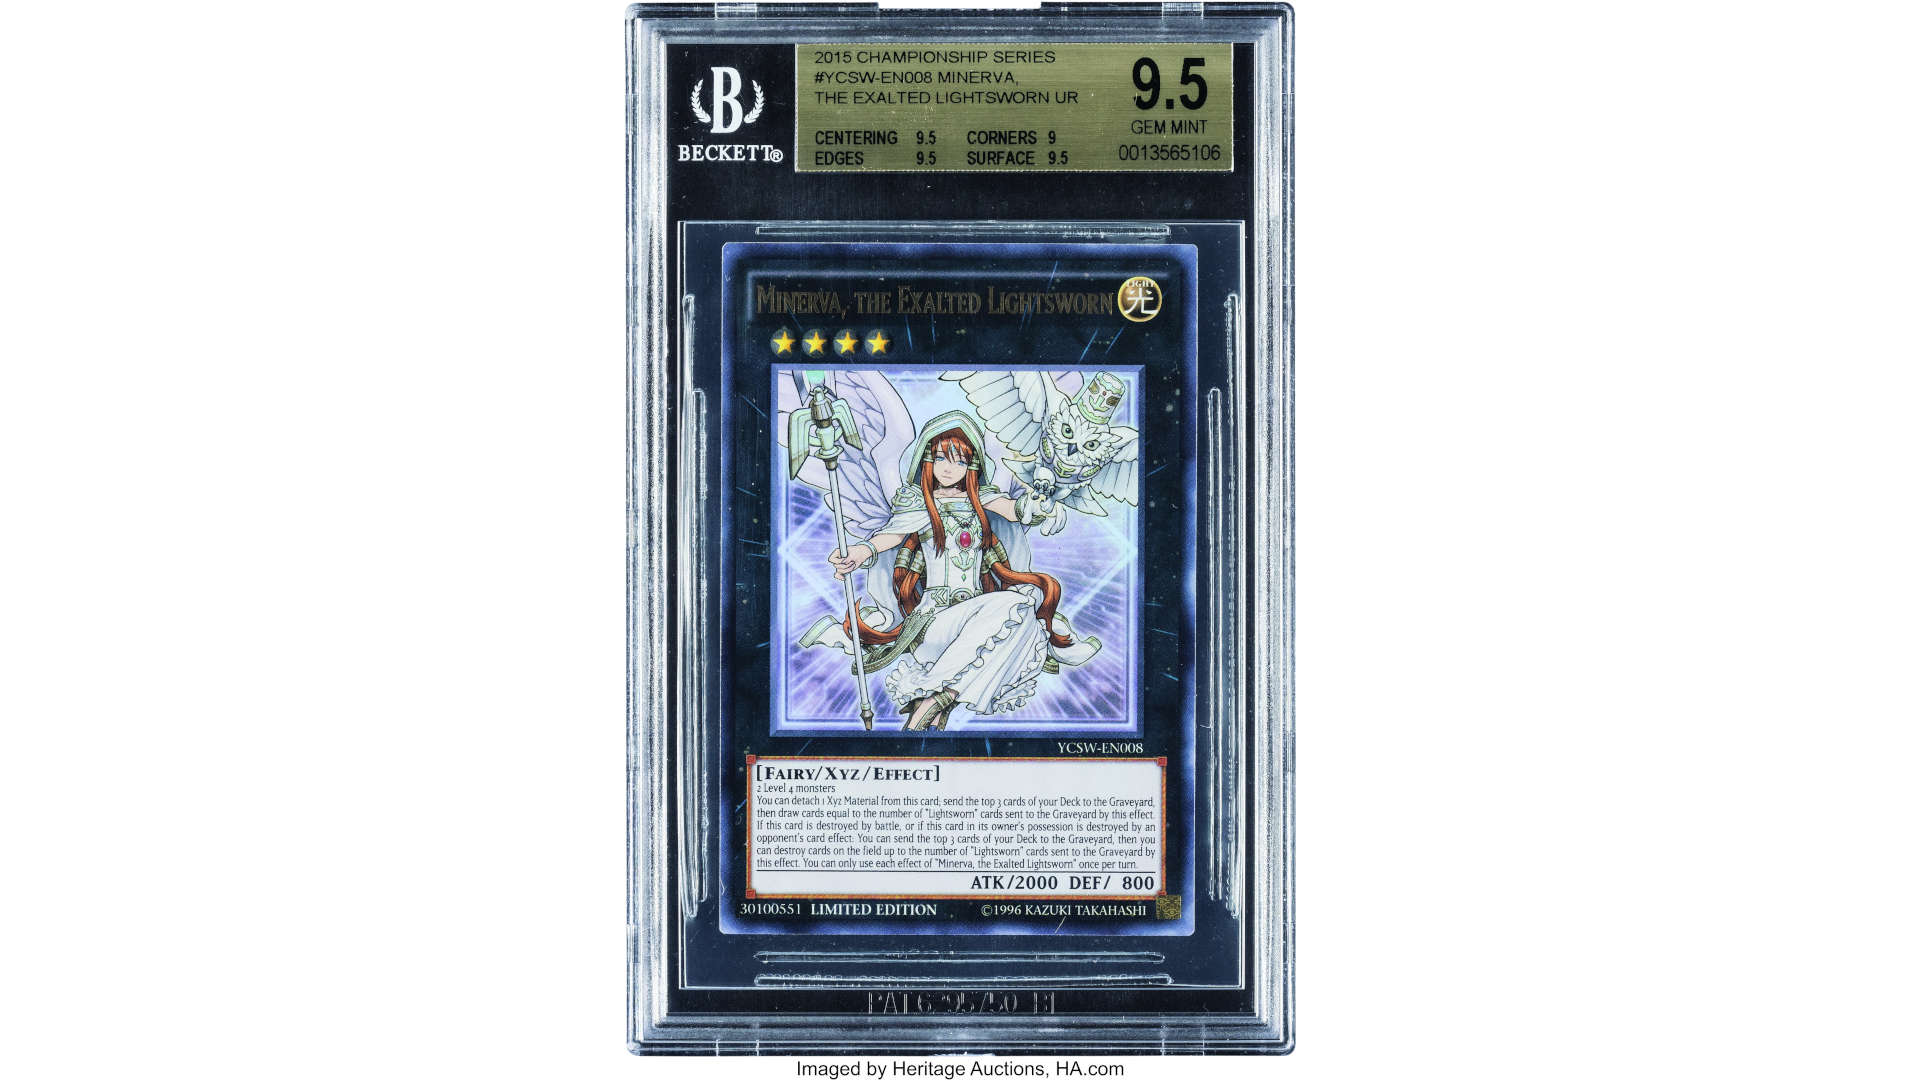 2015 CHAMPIONSHIP SERIES
#YCSW-EN008 MINERVA,
THE EXALTED LIGHTSWORN UR
CENTERING 9.5 CORNERS 9
EDGES 9.5 SURFACE 9.5
9.5
GEM MINT
0013565106
B
BECKETT®
MINERVA, THE EXALTED LIGHTSWORN
LIGHT
光
YCSW-EN008
[FAIRY/XYZ/EFFECT]
2 Level 4 monsters
You can detach 1 Xyz Material from this card; send the top 3 cards of your Deck to the Graveyard,
then draw cards equal to the number of "Lightsworn" cards sent to the Graveyard by this effect.
If this card is destroyed by battle, or if this card in its owner's possession is destroyed by an
opponent's card effect: You can send the top 3 cards of your Deck to the Graveyard, then you
can destroy cards on the field up to the number of "Lightsworn" cards sent to the Graveyard by
this effect. You can only use each effect of "Minerva, the Exalted Lightsworn" once per turn.
ATK/2000 DEF/ 800
30100551 LIMITED EDITION ©1996 KAZUKI TAKAHASHI
Imaged by Heritage Auctions, HA.com